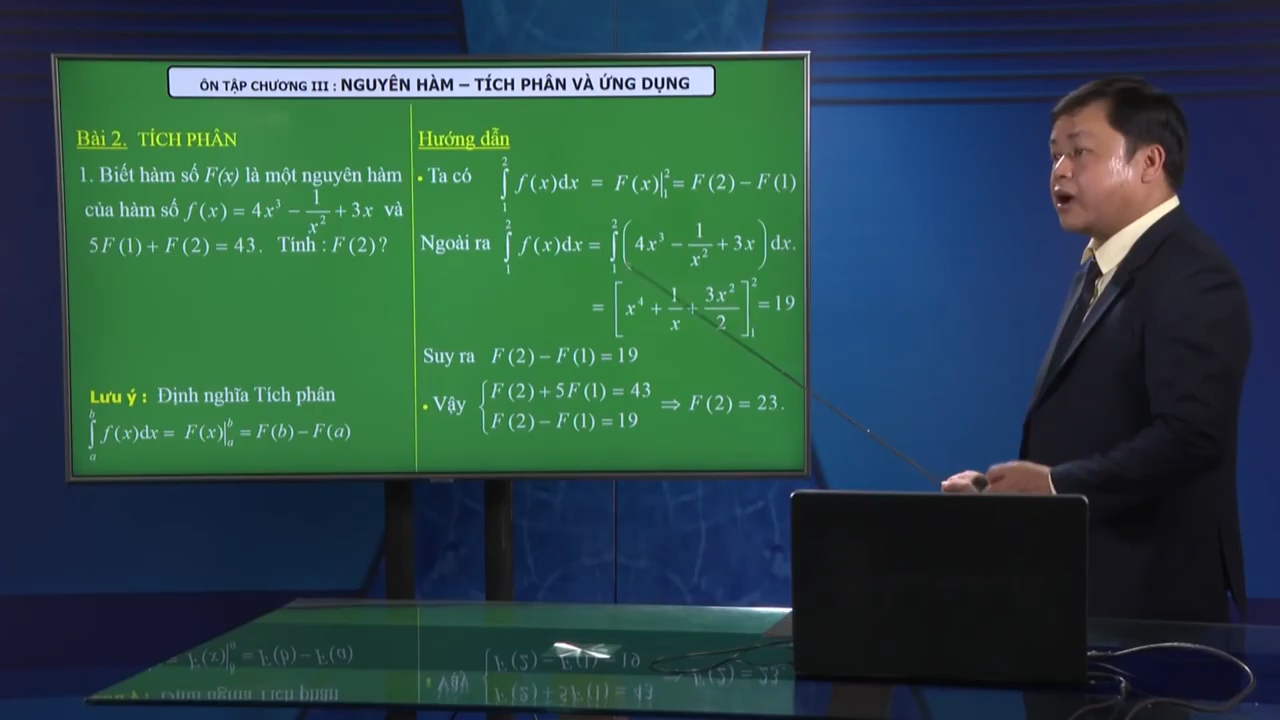 ÔN TẬP CHƯƠNG III : NGUYÊN HÀM – TÍCH PHÂN VÀ ỨNG DỤNG
Bài 2. TÍCH PHÂN
1. Biết hàm số F(x) là một nguyên hàm
của hàm số f(x) = 4x³ − 1/x² + 3x và
5F(1) + F(2) = 43. Tính : F(2)?
Lưu ý : Định nghĩa Tích phân
∫ₐᵇ f(x)dx = F(x)|ₐᵇ = F(b) − F(a)
Hướng dẫn
• Ta có ∫₁² f(x)dx = F(x)|₁² = F(2) − F(1)
Ngoài ra ∫₁² f(x)dx = ∫₁² (4x³ − 1/x² + 3x)dx.
= [x⁴ + 1/x + 3x²/2]₁² = 19
Suy ra F(2) − F(1) = 19
• Vậy { F(2) + 5F(1) = 43
F(2) − F(1) = 19 ⇒ F(2) = 23.